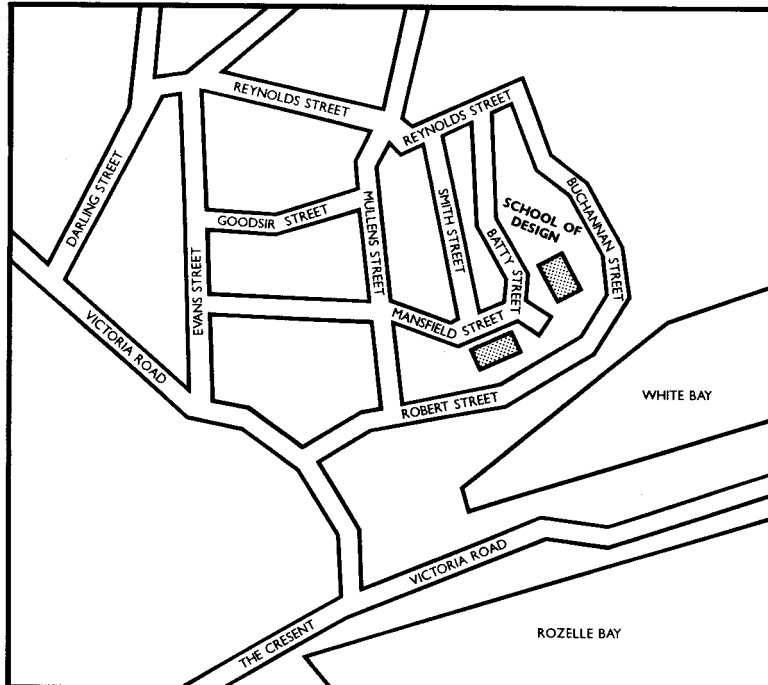 REYNOLDS STREET
REYNOLDS STREET
DARLING STREET
GOODSIR STREET
MULLENS STREET
SMITH STREET
SCHOOL OF
DESIGN
BUCHANNAN STREET
BATTY STREET
EVANS STREET
MANSFIELD STREET
VICTORIA ROAD
ROBERT STREET
WHITE BAY
VICTORIA ROAD
THE CRESENT
ROZELLE BAY